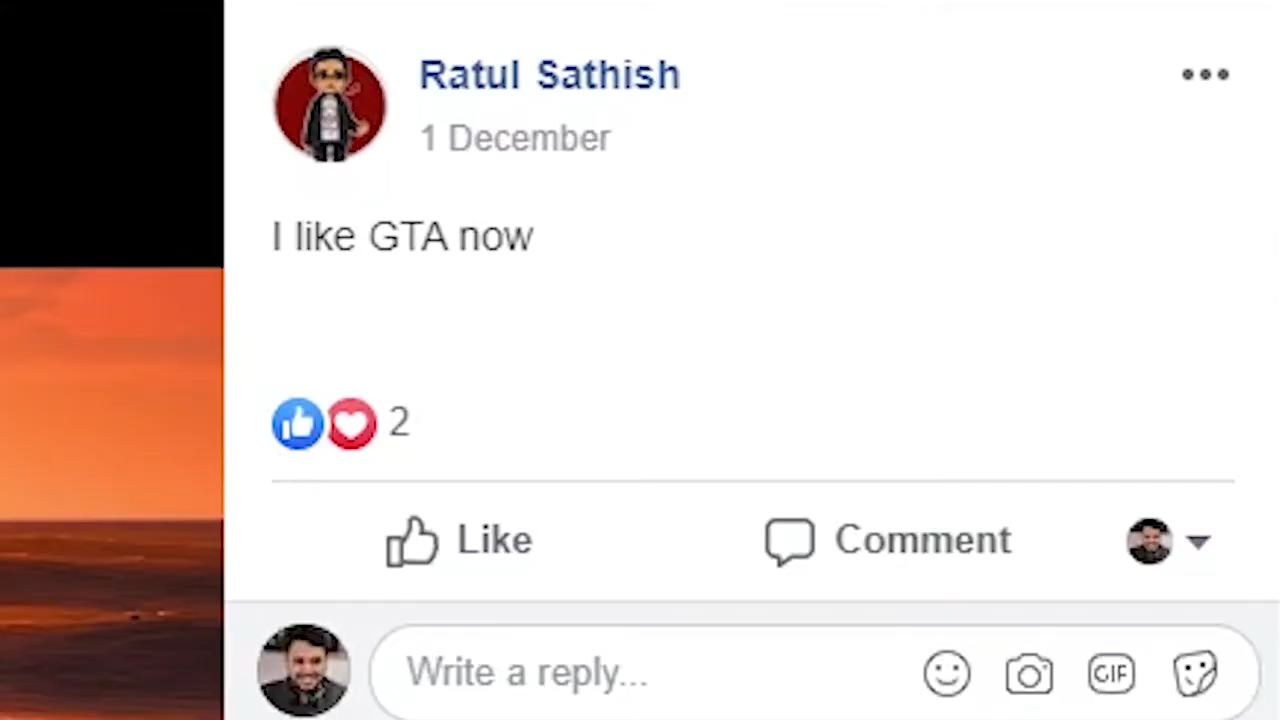 Ratul Sathish
1 December
I like GTA now
2
Like
Comment
Write a reply...
GIF